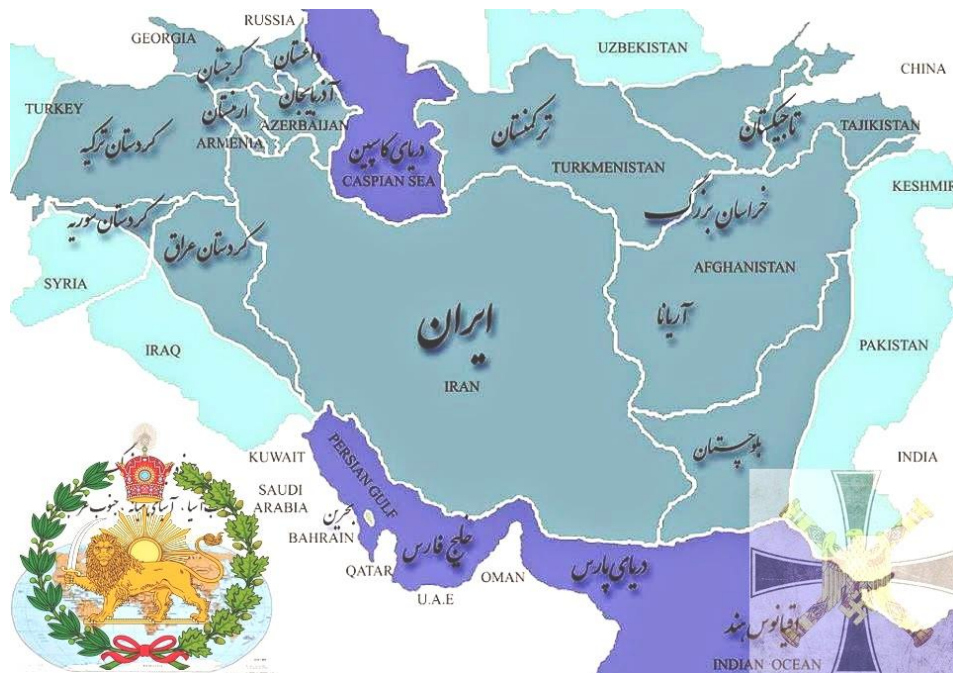 RUSSIA
GEORGIA
داغستان
گرجستان
UZBEKISTAN
CHINA
TURKEY
آذربایجان
ارمنستان
AZERBAIJAN
ARMENIA
ترکمنستان
تاجیکستان
TAJIKISTAN
کردستان ترکیه
دریای کاسپین
CASPIAN SEA
TURKMENISTAN
KESHMIR
خراسان بزرگ
کردستان سوریه
کردستان عراق
SYRIA
AFGHANISTAN
آریانا
ایران
IRAQ
PAKISTAN
IRAN
بلوچستان
KUWAIT
PERSIAN GULF
INDIA
SAUDI
ARABIA
بحرین
BAHRAIN
خلیج فارس
QATAR
OMAN
دریای پارس
U.A.E
اقیانوس هند
INDIAN OCEAN